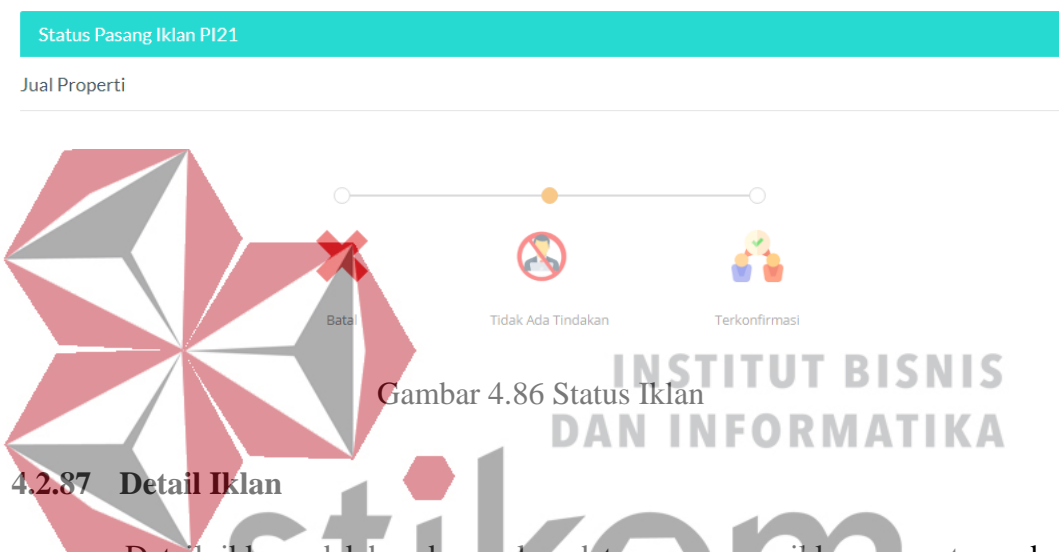 Status Pasang Iklan PI21
Jual Properti
Batal
Tidak Ada Tindakan
Terkonfirmasi
INSTITUT BISNIS
Gambar 4.86 Status Iklan
DAN INFORMATIKA
4.2.87 Detail Iklan
stikom